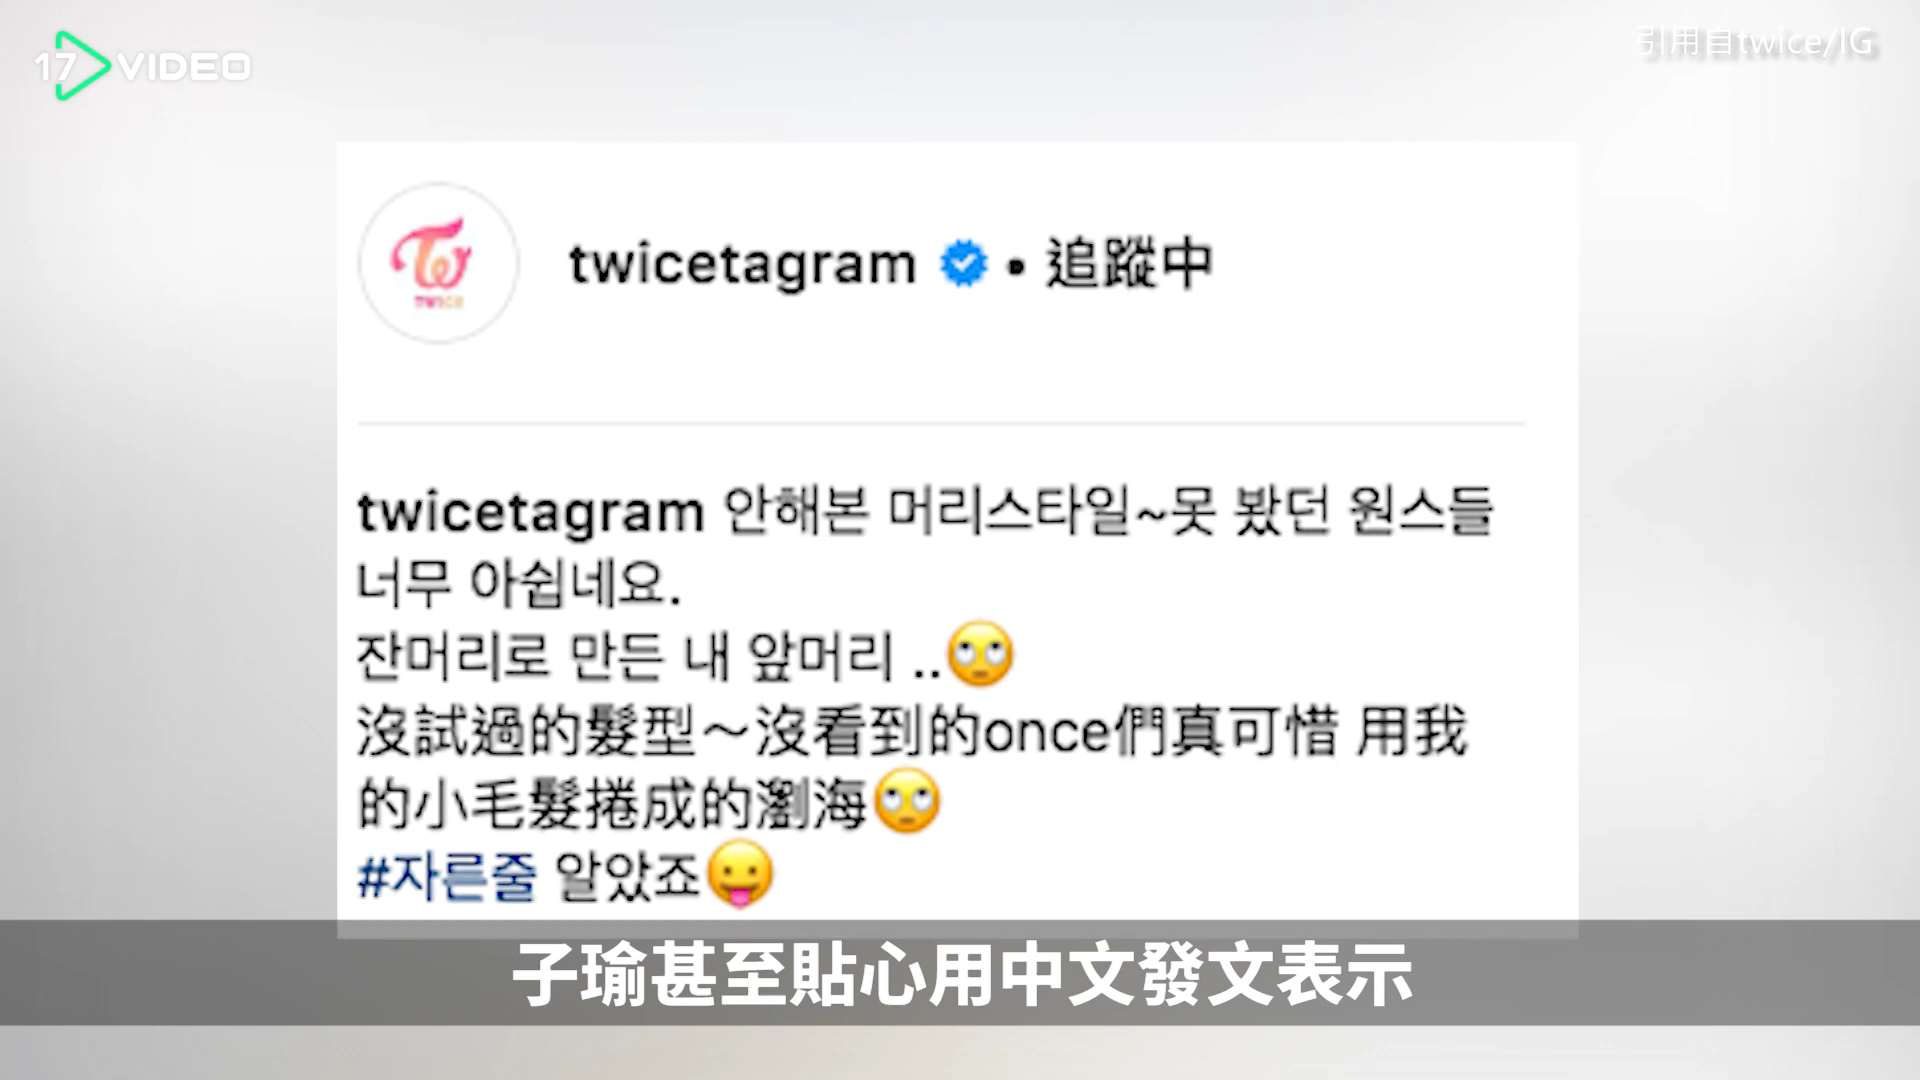 17 VIDEO
引用自twice/IG
TWICE
twicetagram • 追蹤中
twicetagram 안해본 머리스타일~못 봤던 원스들
너무 아쉽네요.
잔머리로 만든 내 앞머리 ..🙄
沒試過的髮型～沒看到的once們真可惜 用我
的小毛髮捲成的瀏海🙄
#자른줄 알았죠😛
子瑜甚至貼心用中文發文表示